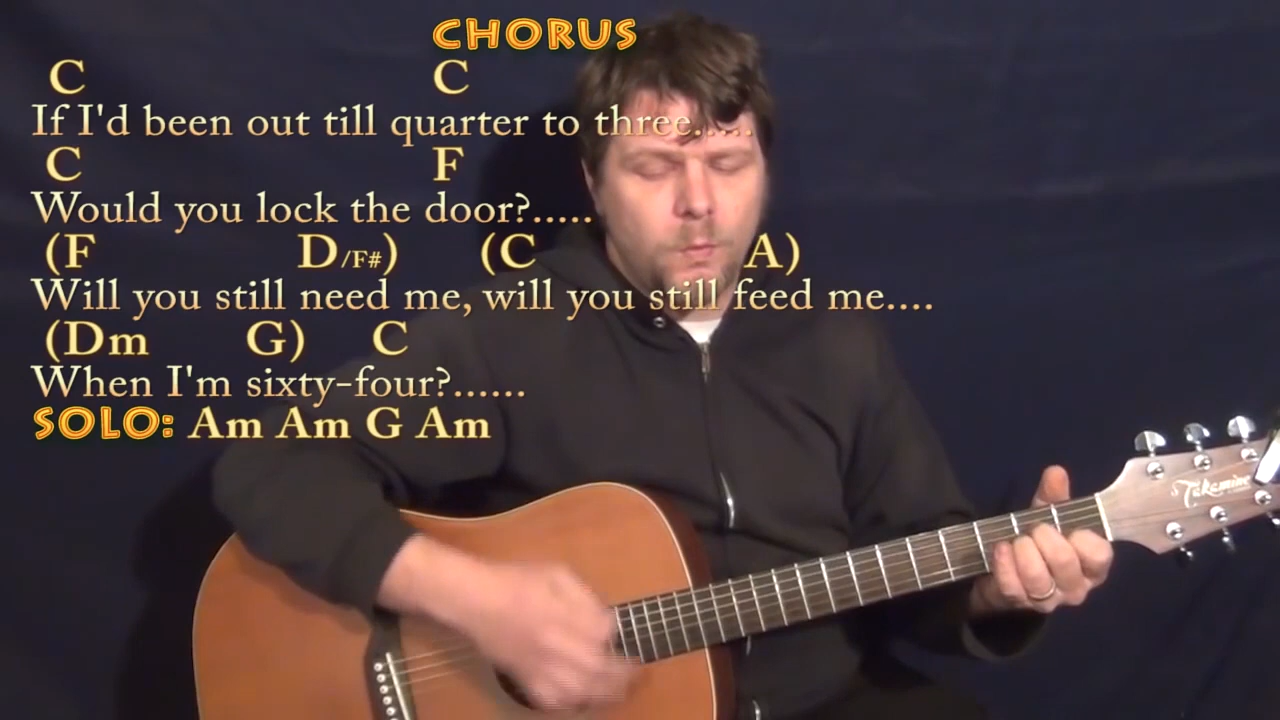 CHORUS
C C
If I'd been out till quarter to three.....
C F
Would you lock the door?.....
(F D/F#) (C A)
Will you still need me, will you still feed me....
(Dm G) C
When I'm sixty-four?......
SOLO: Am Am G Am
Takamine